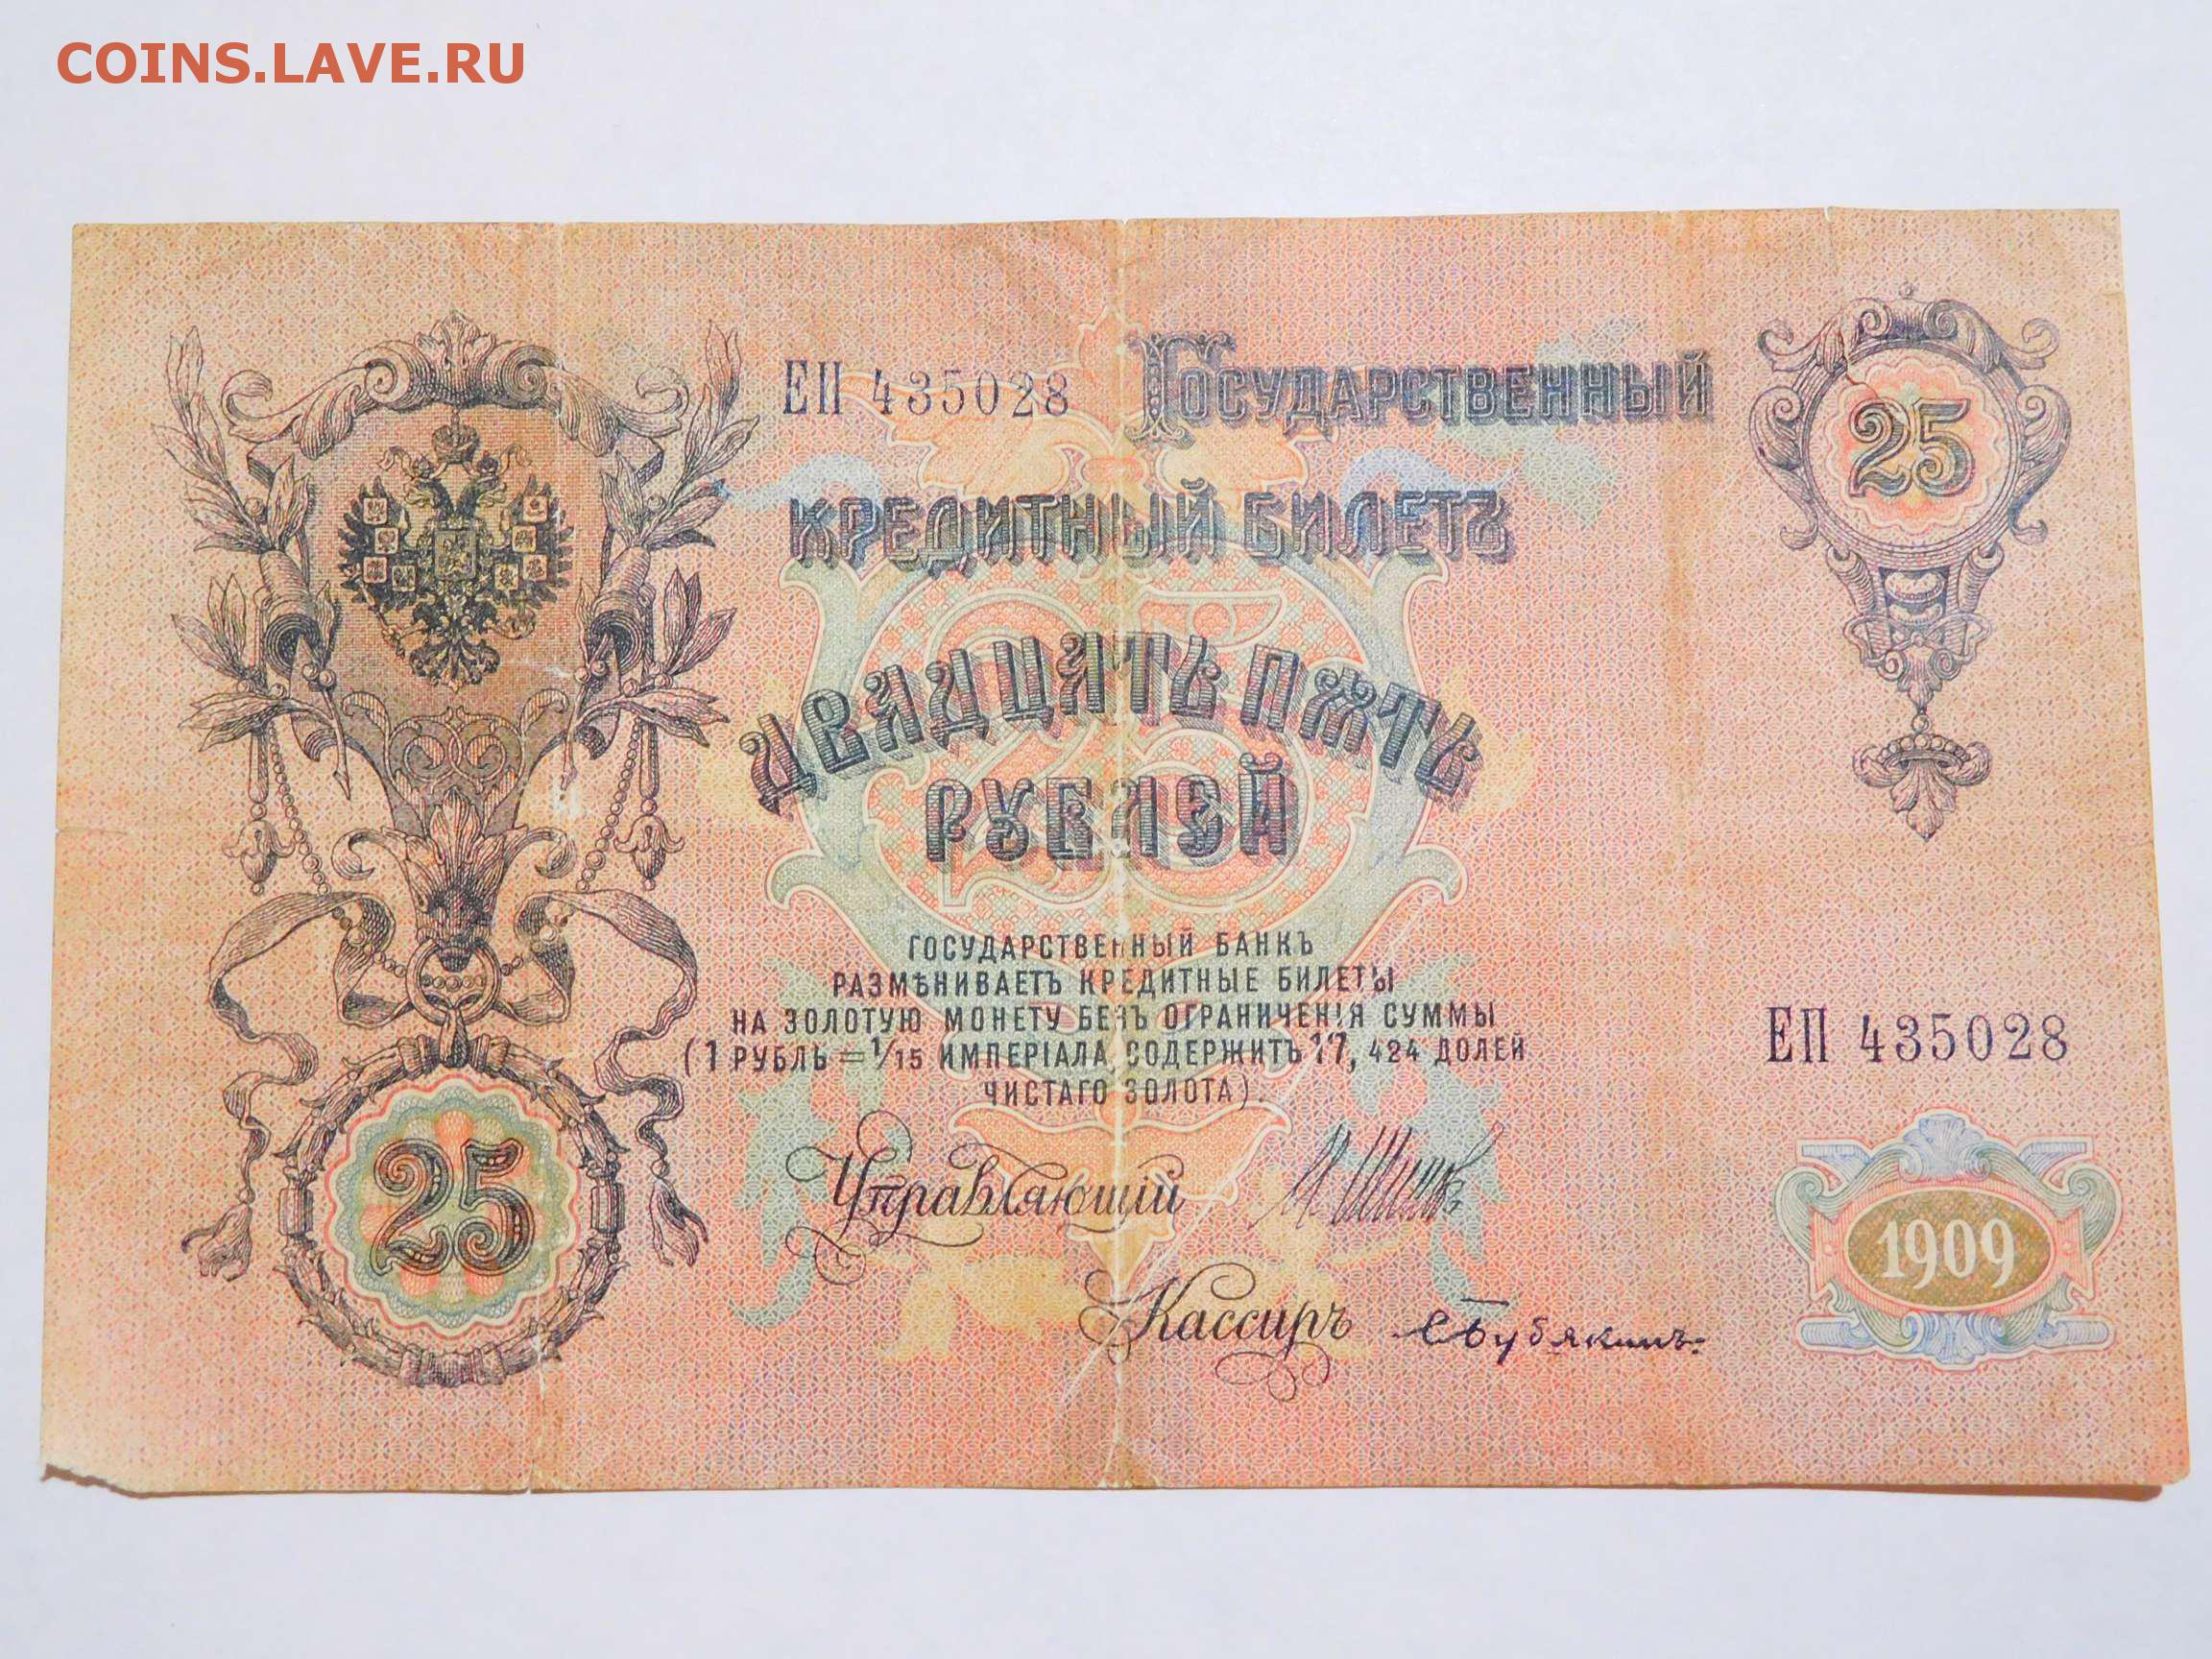 COINS.LAVE.RU
ЕП 435028
ГОСУДАРСТВЕННЫЙ
25
КРЕДИТНЫЙ БИЛЕТЪ
25
ДВАДЦАТЬ ПЯТЬ
РУБЛЕЙ
ГОСУДАРСТВЕННЫЙ БАНКЪ
РАЗМѢНИВАЕТЪ КРЕДИТНЫЕ БИЛЕТЫ
НА ЗОЛОТУЮ МОНЕТУ БЕЗЪ ОГРАНИЧЕНІЯ СУММЫ
(1 РУБЛЬ = 1/15 ИМПЕРІАЛА, СОДЕРЖИТЪ 17, 424 ДОЛЕЙ
ЧИСТАГО ЗОЛОТА).
ЕП 435028
25
Управляющій
1909
Кассиръ